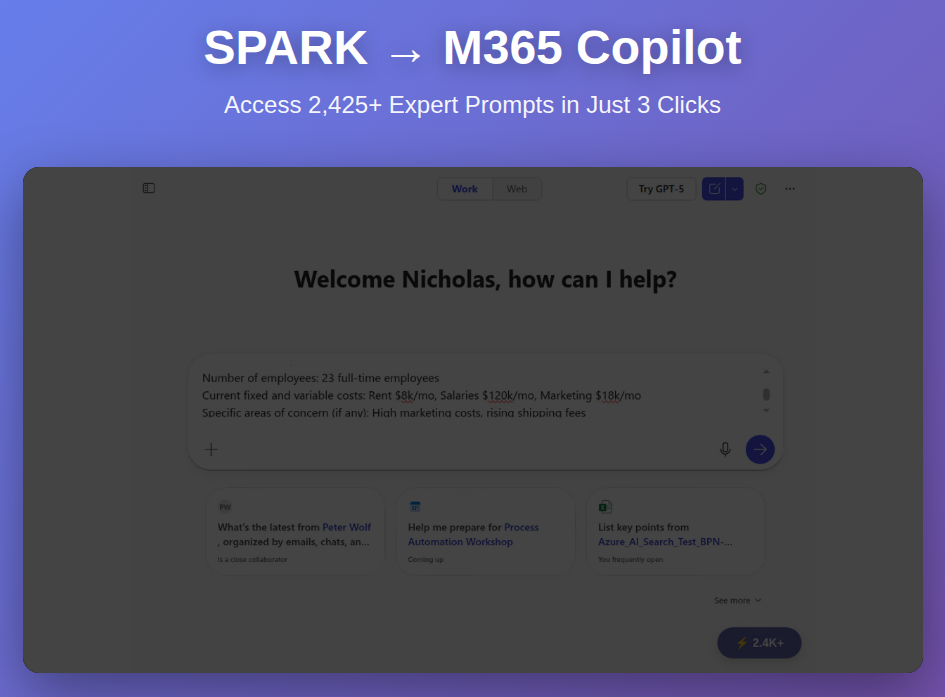 SPARK → M365 Copilot
Access 2,425+ Expert Prompts in Just 3 Clicks
Work
Web
Try GPT-5
Welcome Nicholas, how can I help?
Number of employees: 23 full-time employees
Current fixed and variable costs: Rent $8k/mo, Salaries $120k/mo, Marketing $18k/mo
Specific areas of concern (if any): High marketing costs, rising shipping fees
PW
What's the latest from Peter Wolf
, organized by emails, chats, an...
Is a close collaborator
Help me prepare for Process
Automation Workshop
Coming up
List key points from
Azure_AI_Search_Test_BPN-...
You frequently open
See more
⚡ 2.4K+